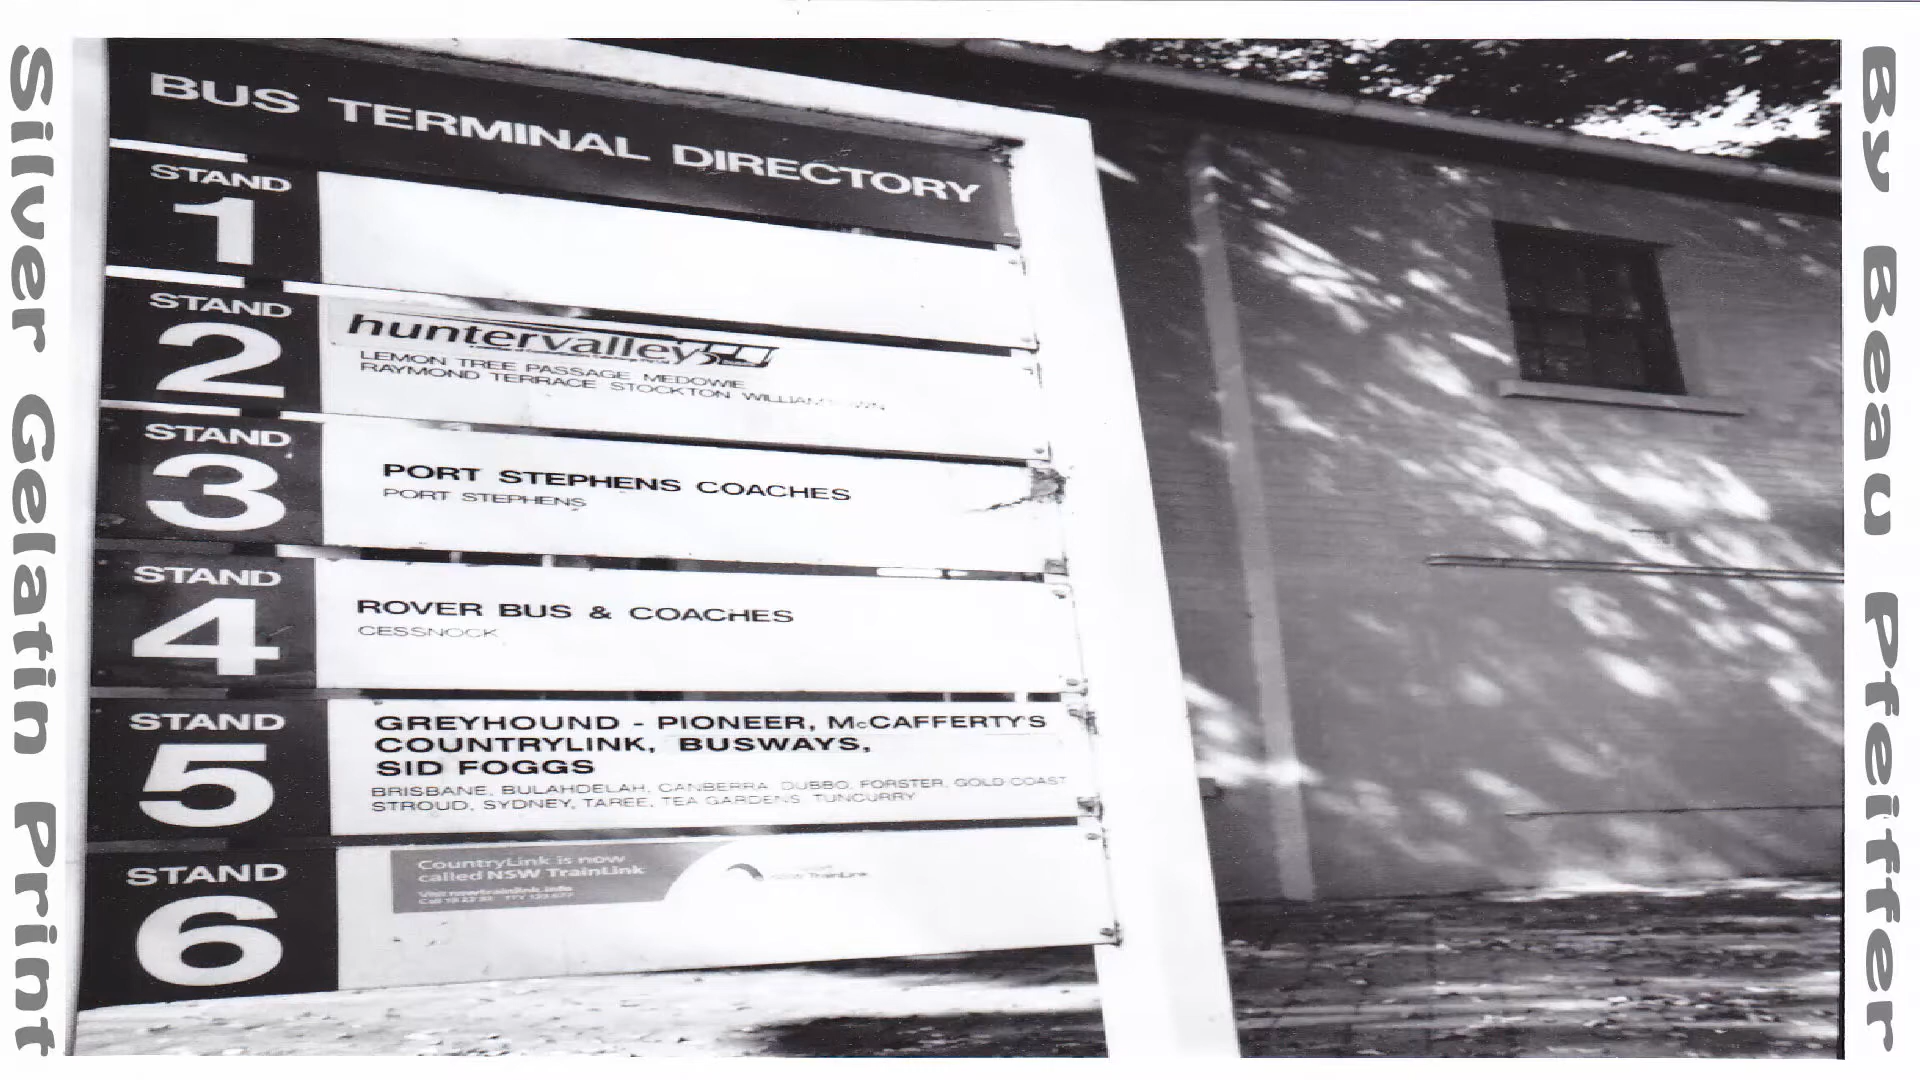 Silver Gelatin Print
BUS TERMINAL DIRECTORY
STAND
1
STAND
2
huntervalley
LEMON TREE PASSAGE MEDOWIE
RAYMOND TERRACE STOCKTON
STAND
3
PORT STEPHENS COACHES
PORT STEPHENS
STAND
4
ROVER BUS & COACHES
CESSNOCK
STAND
5
GREYHOUND - PIONEER, McCAFFERTY'S
COUNTRYLINK, BUSWAYS,
SID FOGGS
BRISBANE, BULAHDELAH, CANBERRA, DUBBO, FORSTER, GOLD COAST
STROUD, SYDNEY, TAREE, TEA GARDENS TUNCURRY
STAND
6
CountryLink is now
called NSW TrainLink
NSW TrainLink
By Beau Pfeiffer